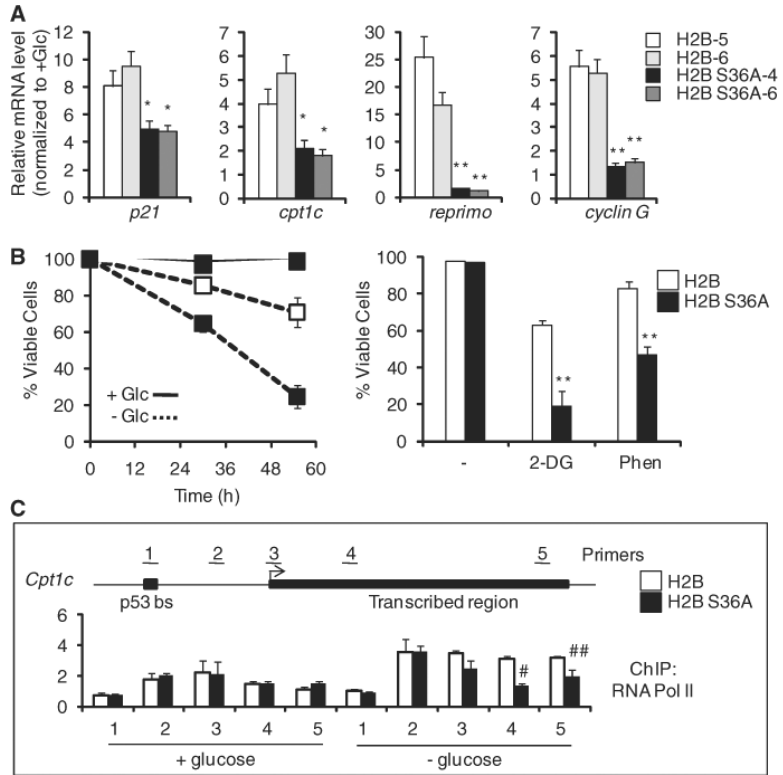 A
Relative mRNA level
(normalized to +Glc)
12
10
8
6
4
2
0
* *
p21
6
5
4
3
2
1
0
* *
cpt1c
30
25
20
15
10
5
0
** **
reprimo
7
6
5
4
3
2
1
0
** **
cyclin G
H2B-5
H2B-6
H2B S36A-4
H2B S36A-6
B
% Viable Cells
100
80
60
40
20
0
+ Glc
- Glc
0 12 24 36 48 60
Time (h)
% Viable Cells
100
80
60
40
20
0
**
**
- 2-DG Phen
H2B
H2B S36A
C
1 2 3 4 5 Primers
Cpt1c
p53 bs Transcribed region
H2B
H2B S36A
6
4
2
0
# ##
ChIP:
RNA Pol II
1 2 3 4 5 1 2 3 4 5
+ glucose - glucose